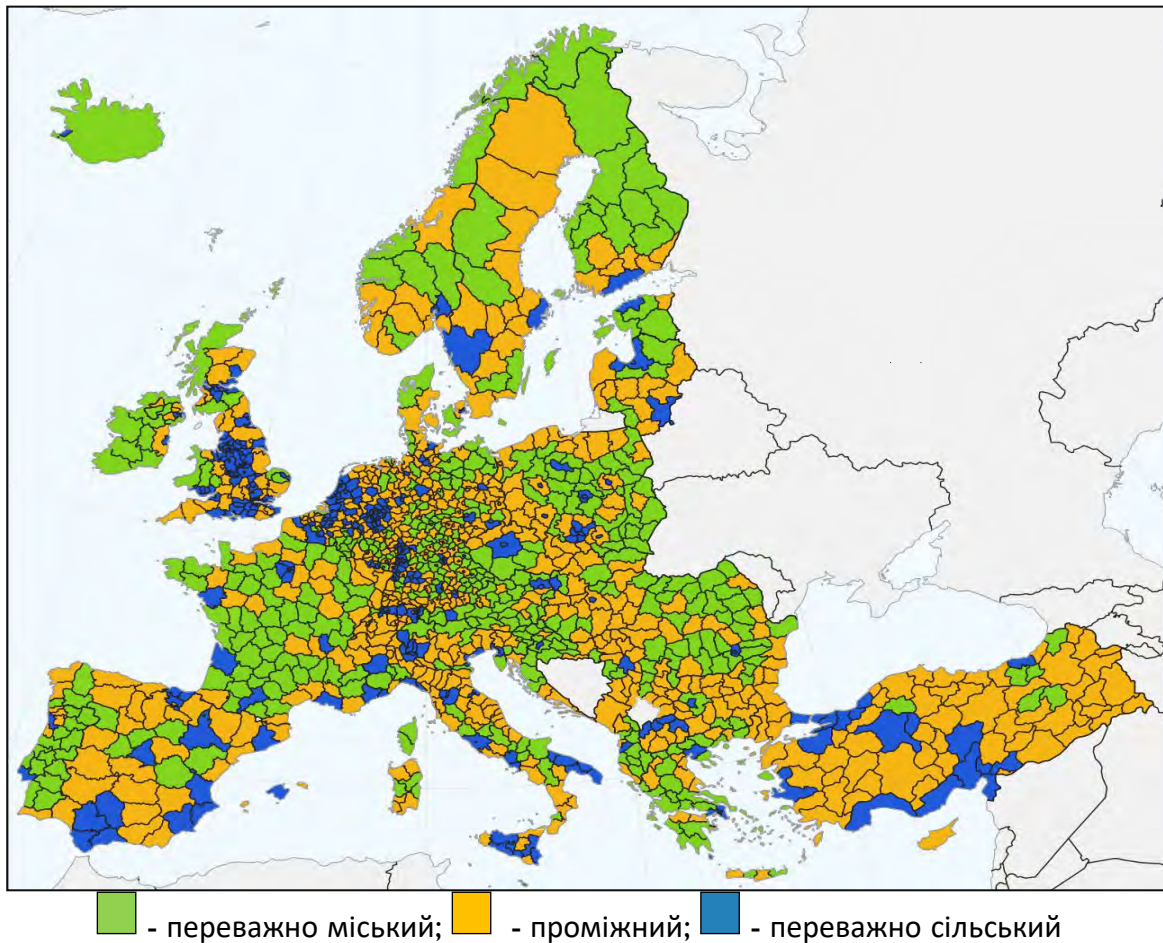 - переважно міський; - проміжний; - переважно сільський